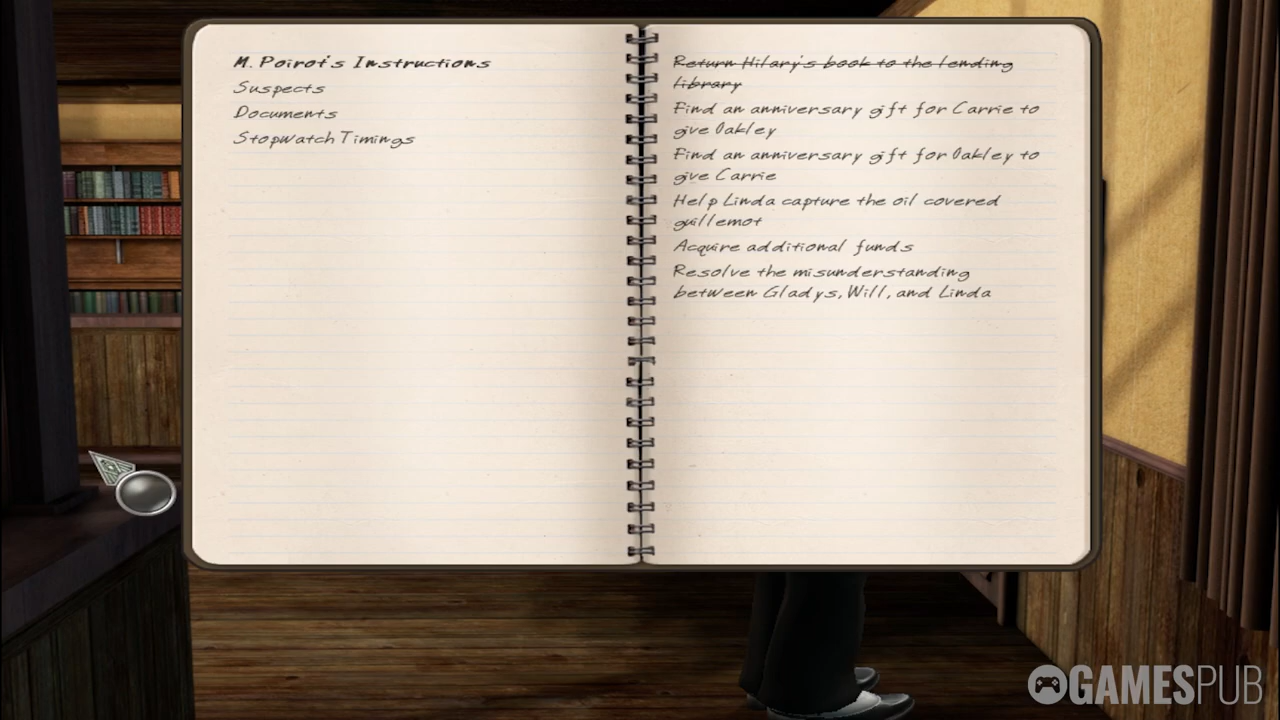 M. Poirot's Instructions
Suspects
Documents
Stopwatch Timings
Return Hilary's book to the lending
library
Find an anniversary gift for Carrie to
give Oakley
Find an anniversary gift for Oakley to
give Carrie
Help Linda capture the oil covered
guillemot
Acquire additional funds
Resolve the misunderstanding
between Gladys, Will, and Linda
GAMESPUB